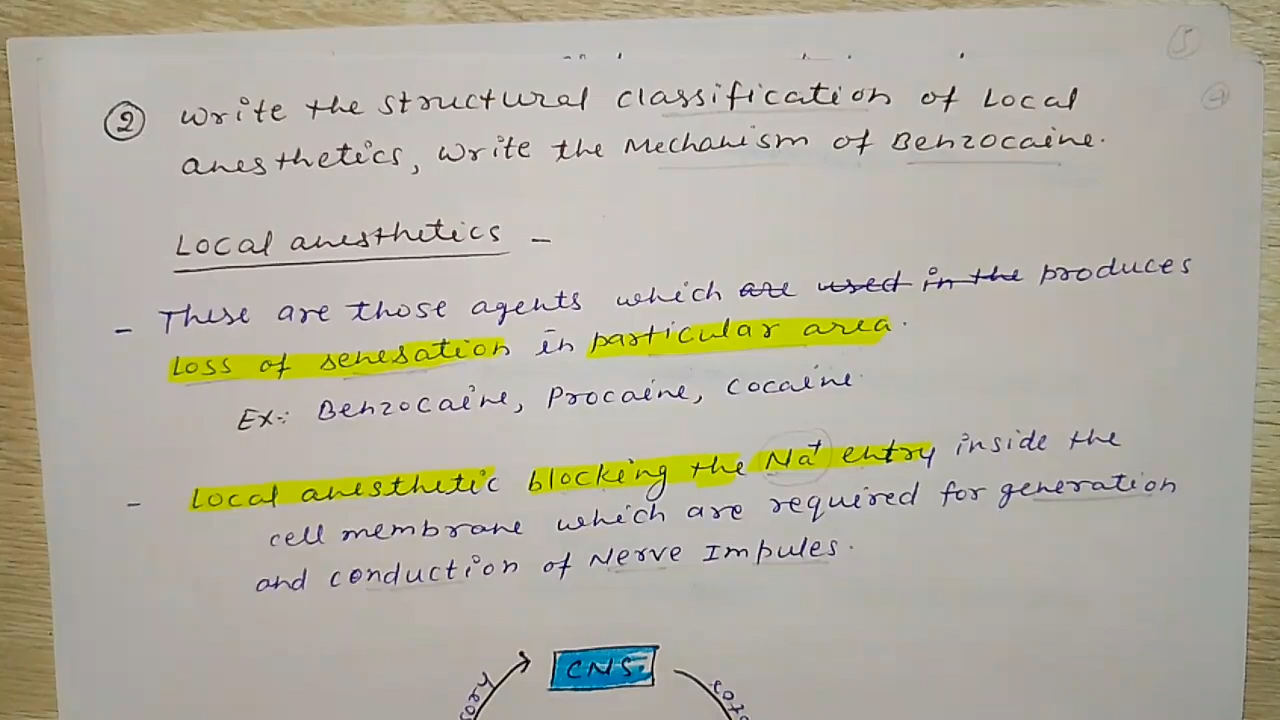 5
② Write the structural classification of Local
anesthetics, write the Mechanism of Benzocaine.
Local anesthetics -
- These are those agents which are used in the produces
Loss of senesation in particular area.
Ex:- Benzocaine, Procaine, Cocaine.
- Local anesthetic blocking the Na+ entry inside the
cell membrane which are required for generation
and conduction of Nerve Impules.
CNS.